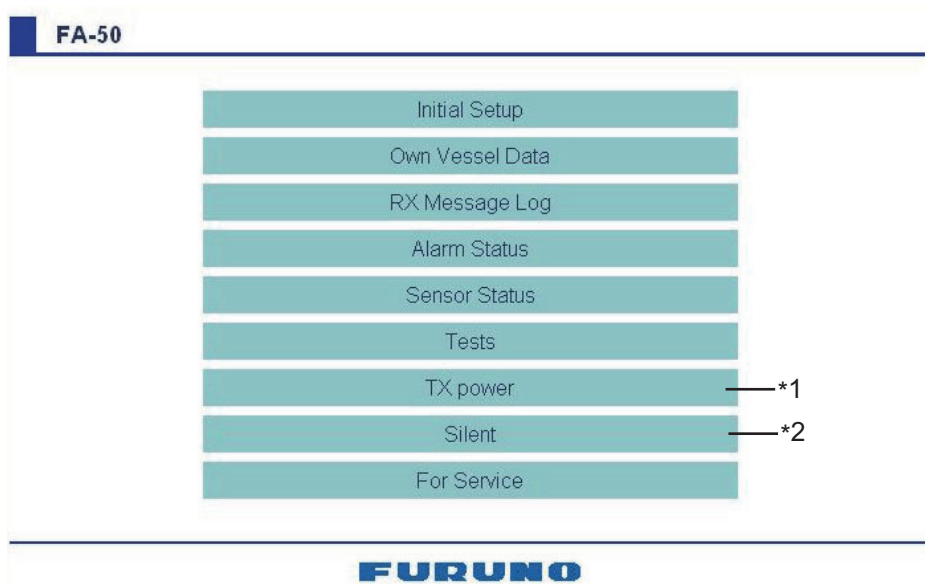 FA-50
Initial Setup
Own Vessel Data
RX Message Log
Alarm Status
Sensor Status
Tests
TX power *1
Silent *2
For Service
FURUNO